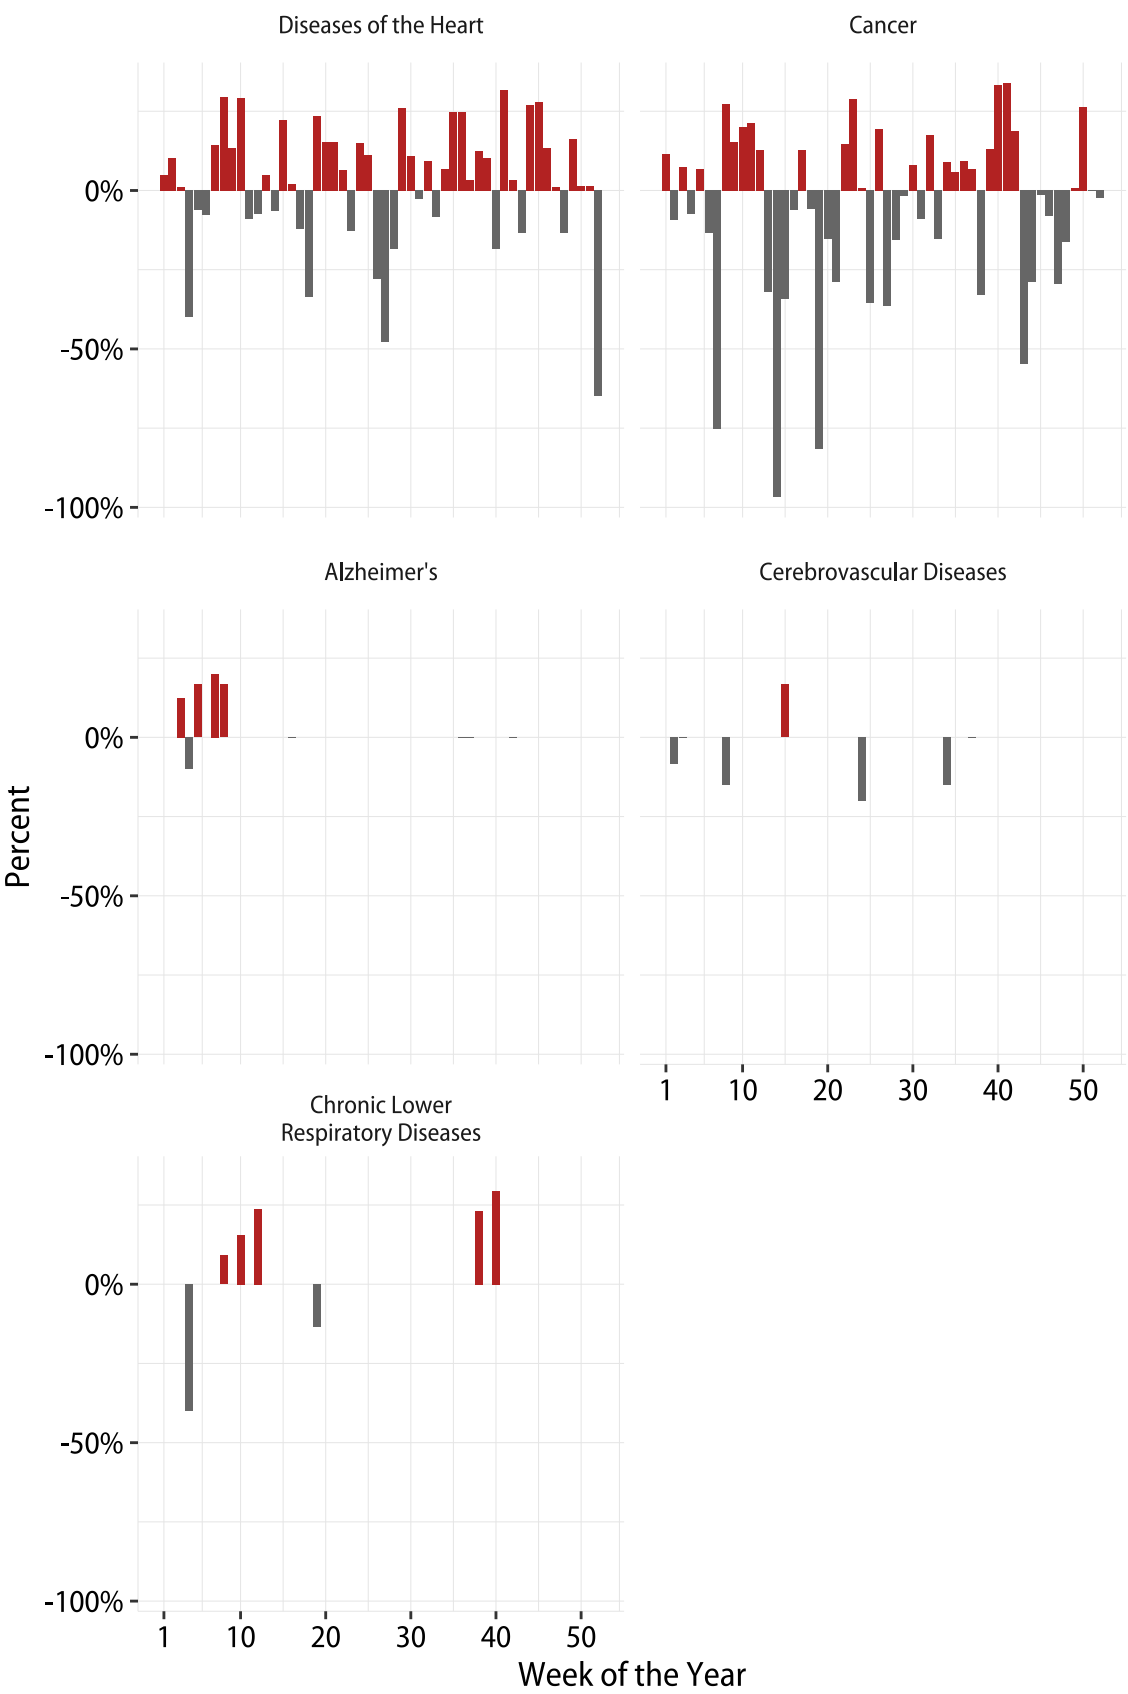 Diseases of the Heart
Cancer
0%
-50%
-100%
Alzheimer's
Cerebrovascular Diseases
0%
-50%
-100%
1 10 20 30 40 50
Percent
Chronic Lower
Respiratory Diseases
0%
-50%
-100%
1 10 20 30 40 50
Week of the Year